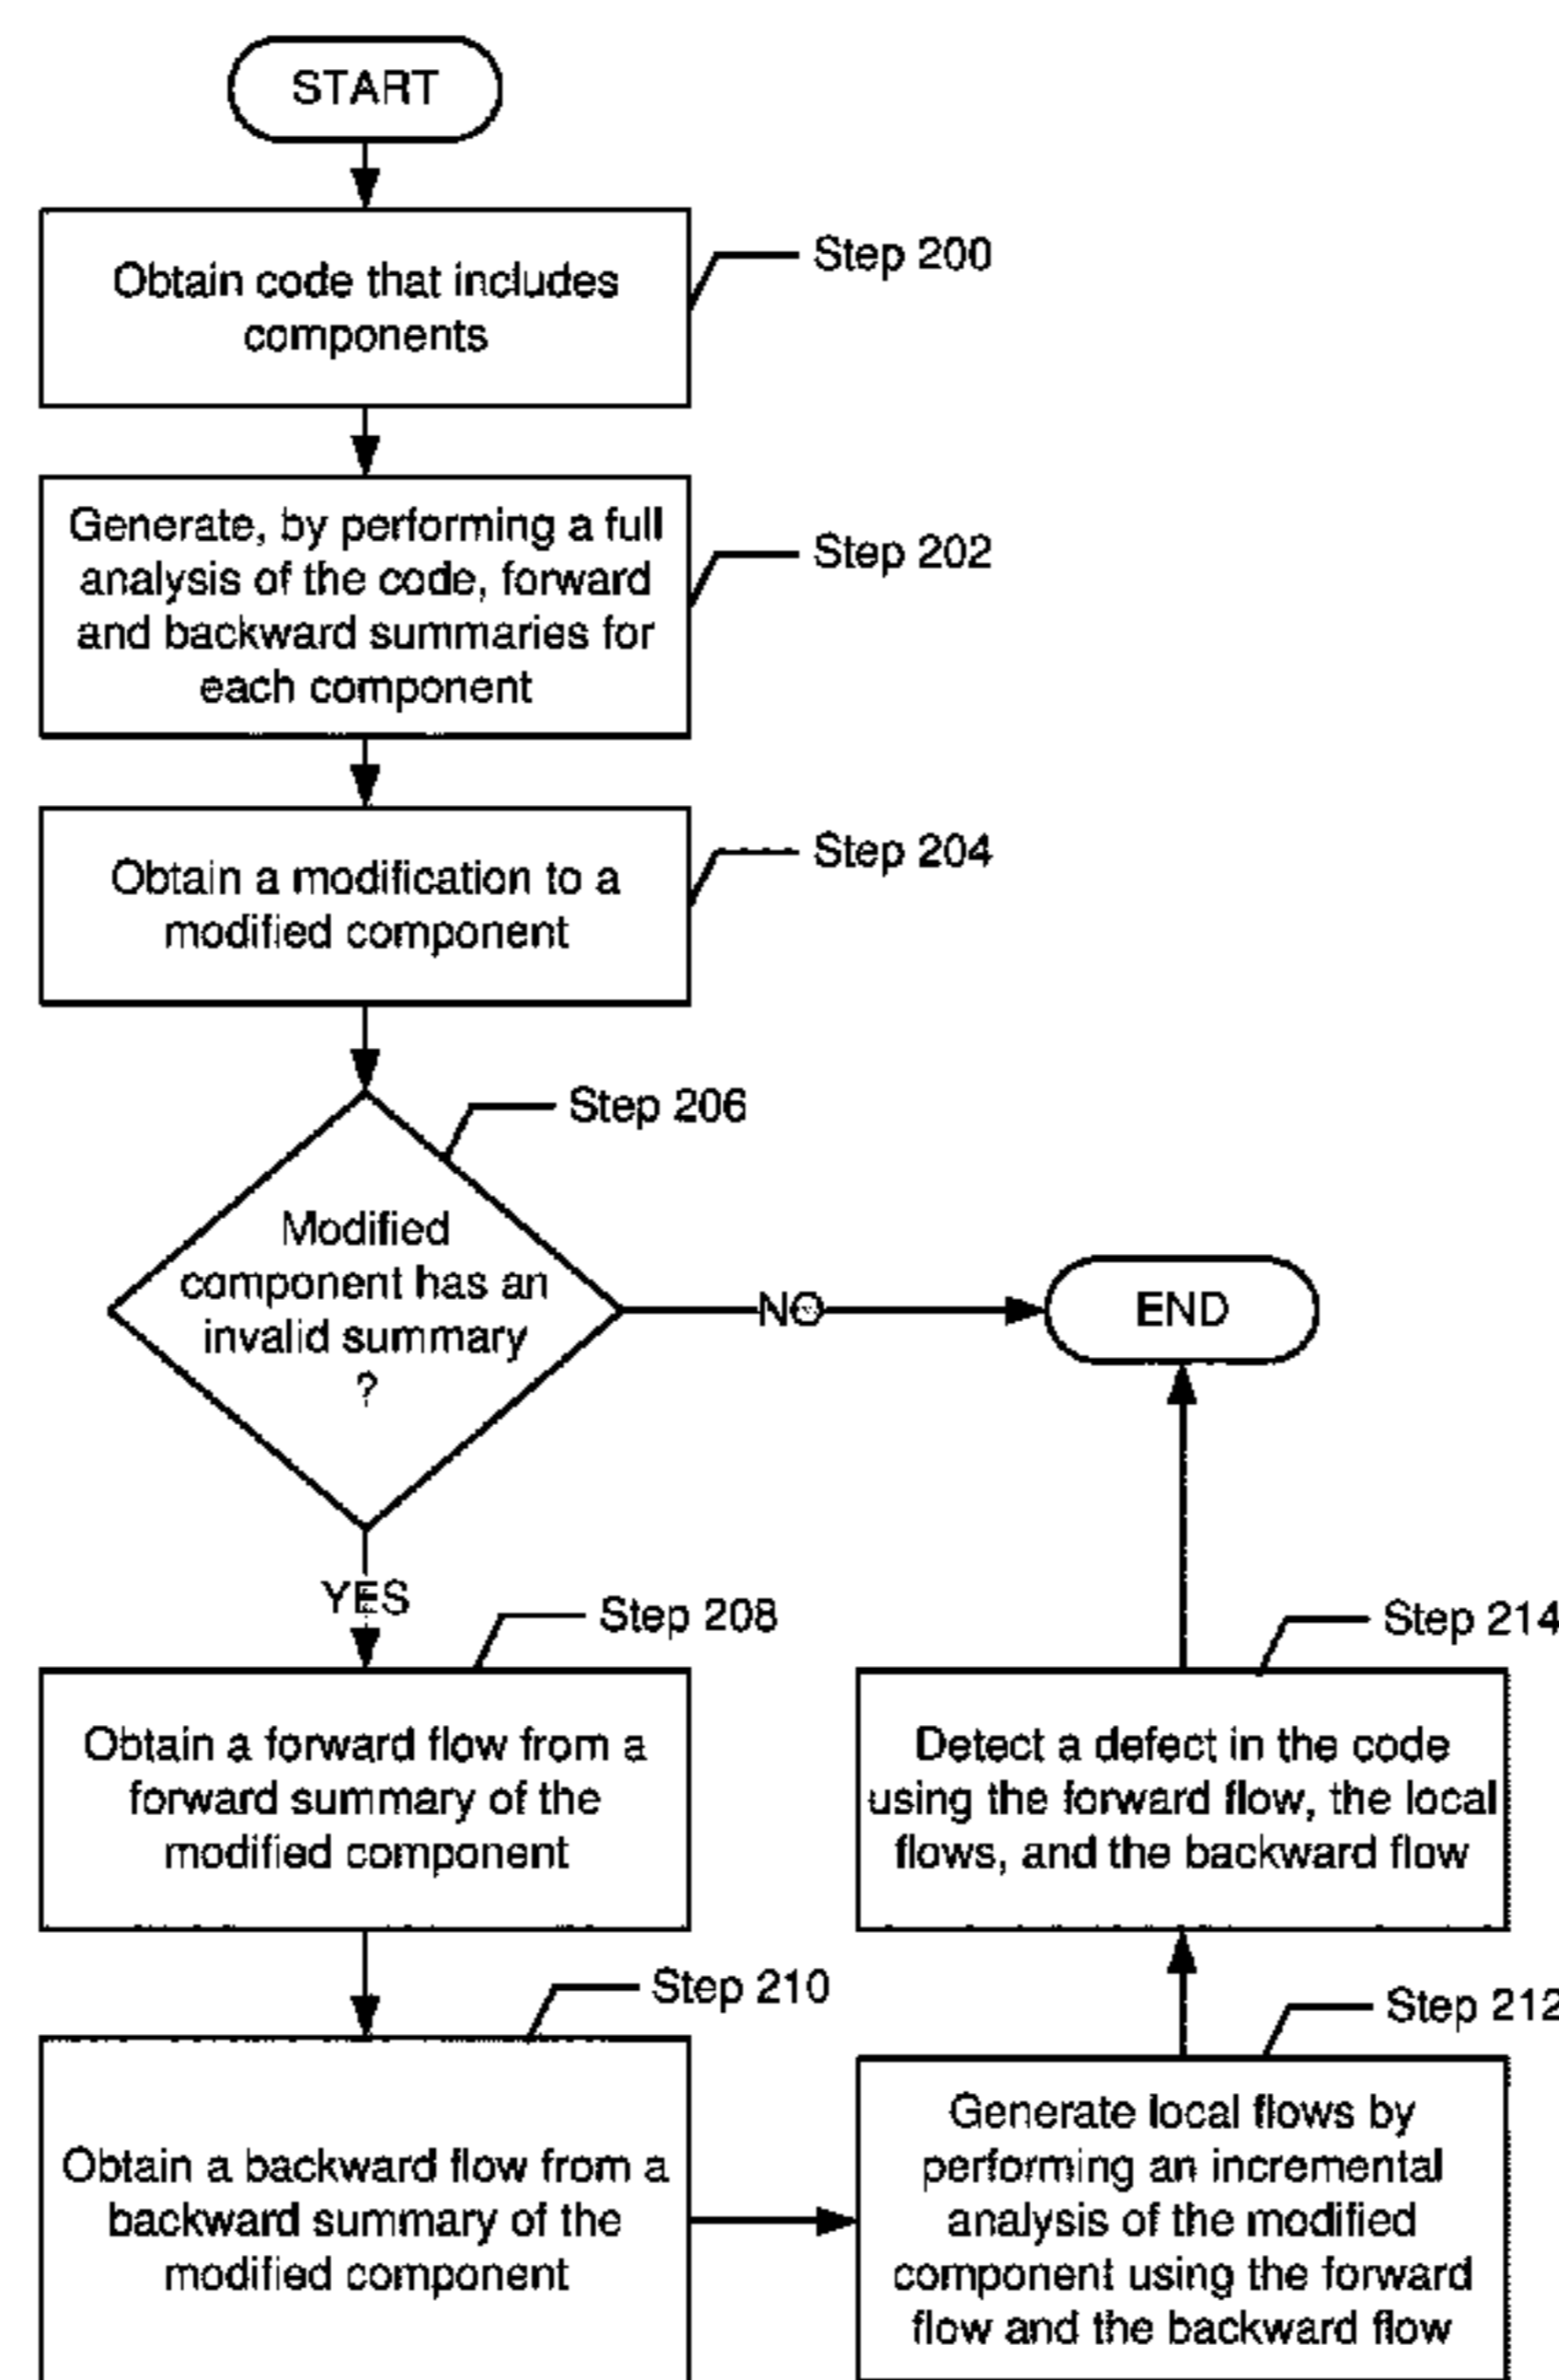 START
Obtain code that includes
components
Step 200
Generate, by performing a full
analysis of the code, forward
and backward summaries for
each component
Step 202
Obtain a modification to a
modified component
Step 204
Step 206
Modified
component has an
invalid summary
?
NO
END
YES
Step 208
Obtain a forward flow from a
forward summary of the
modified component
Step 210
Obtain a backward flow from a
backward summary of the
modified component
Step 212
Generate local flows by
performing an incremental
analysis of the modified
component using the forward
flow and the backward flow
Step 214
Detect a defect in the code
using the forward flow, the local
flows, and the backward flow